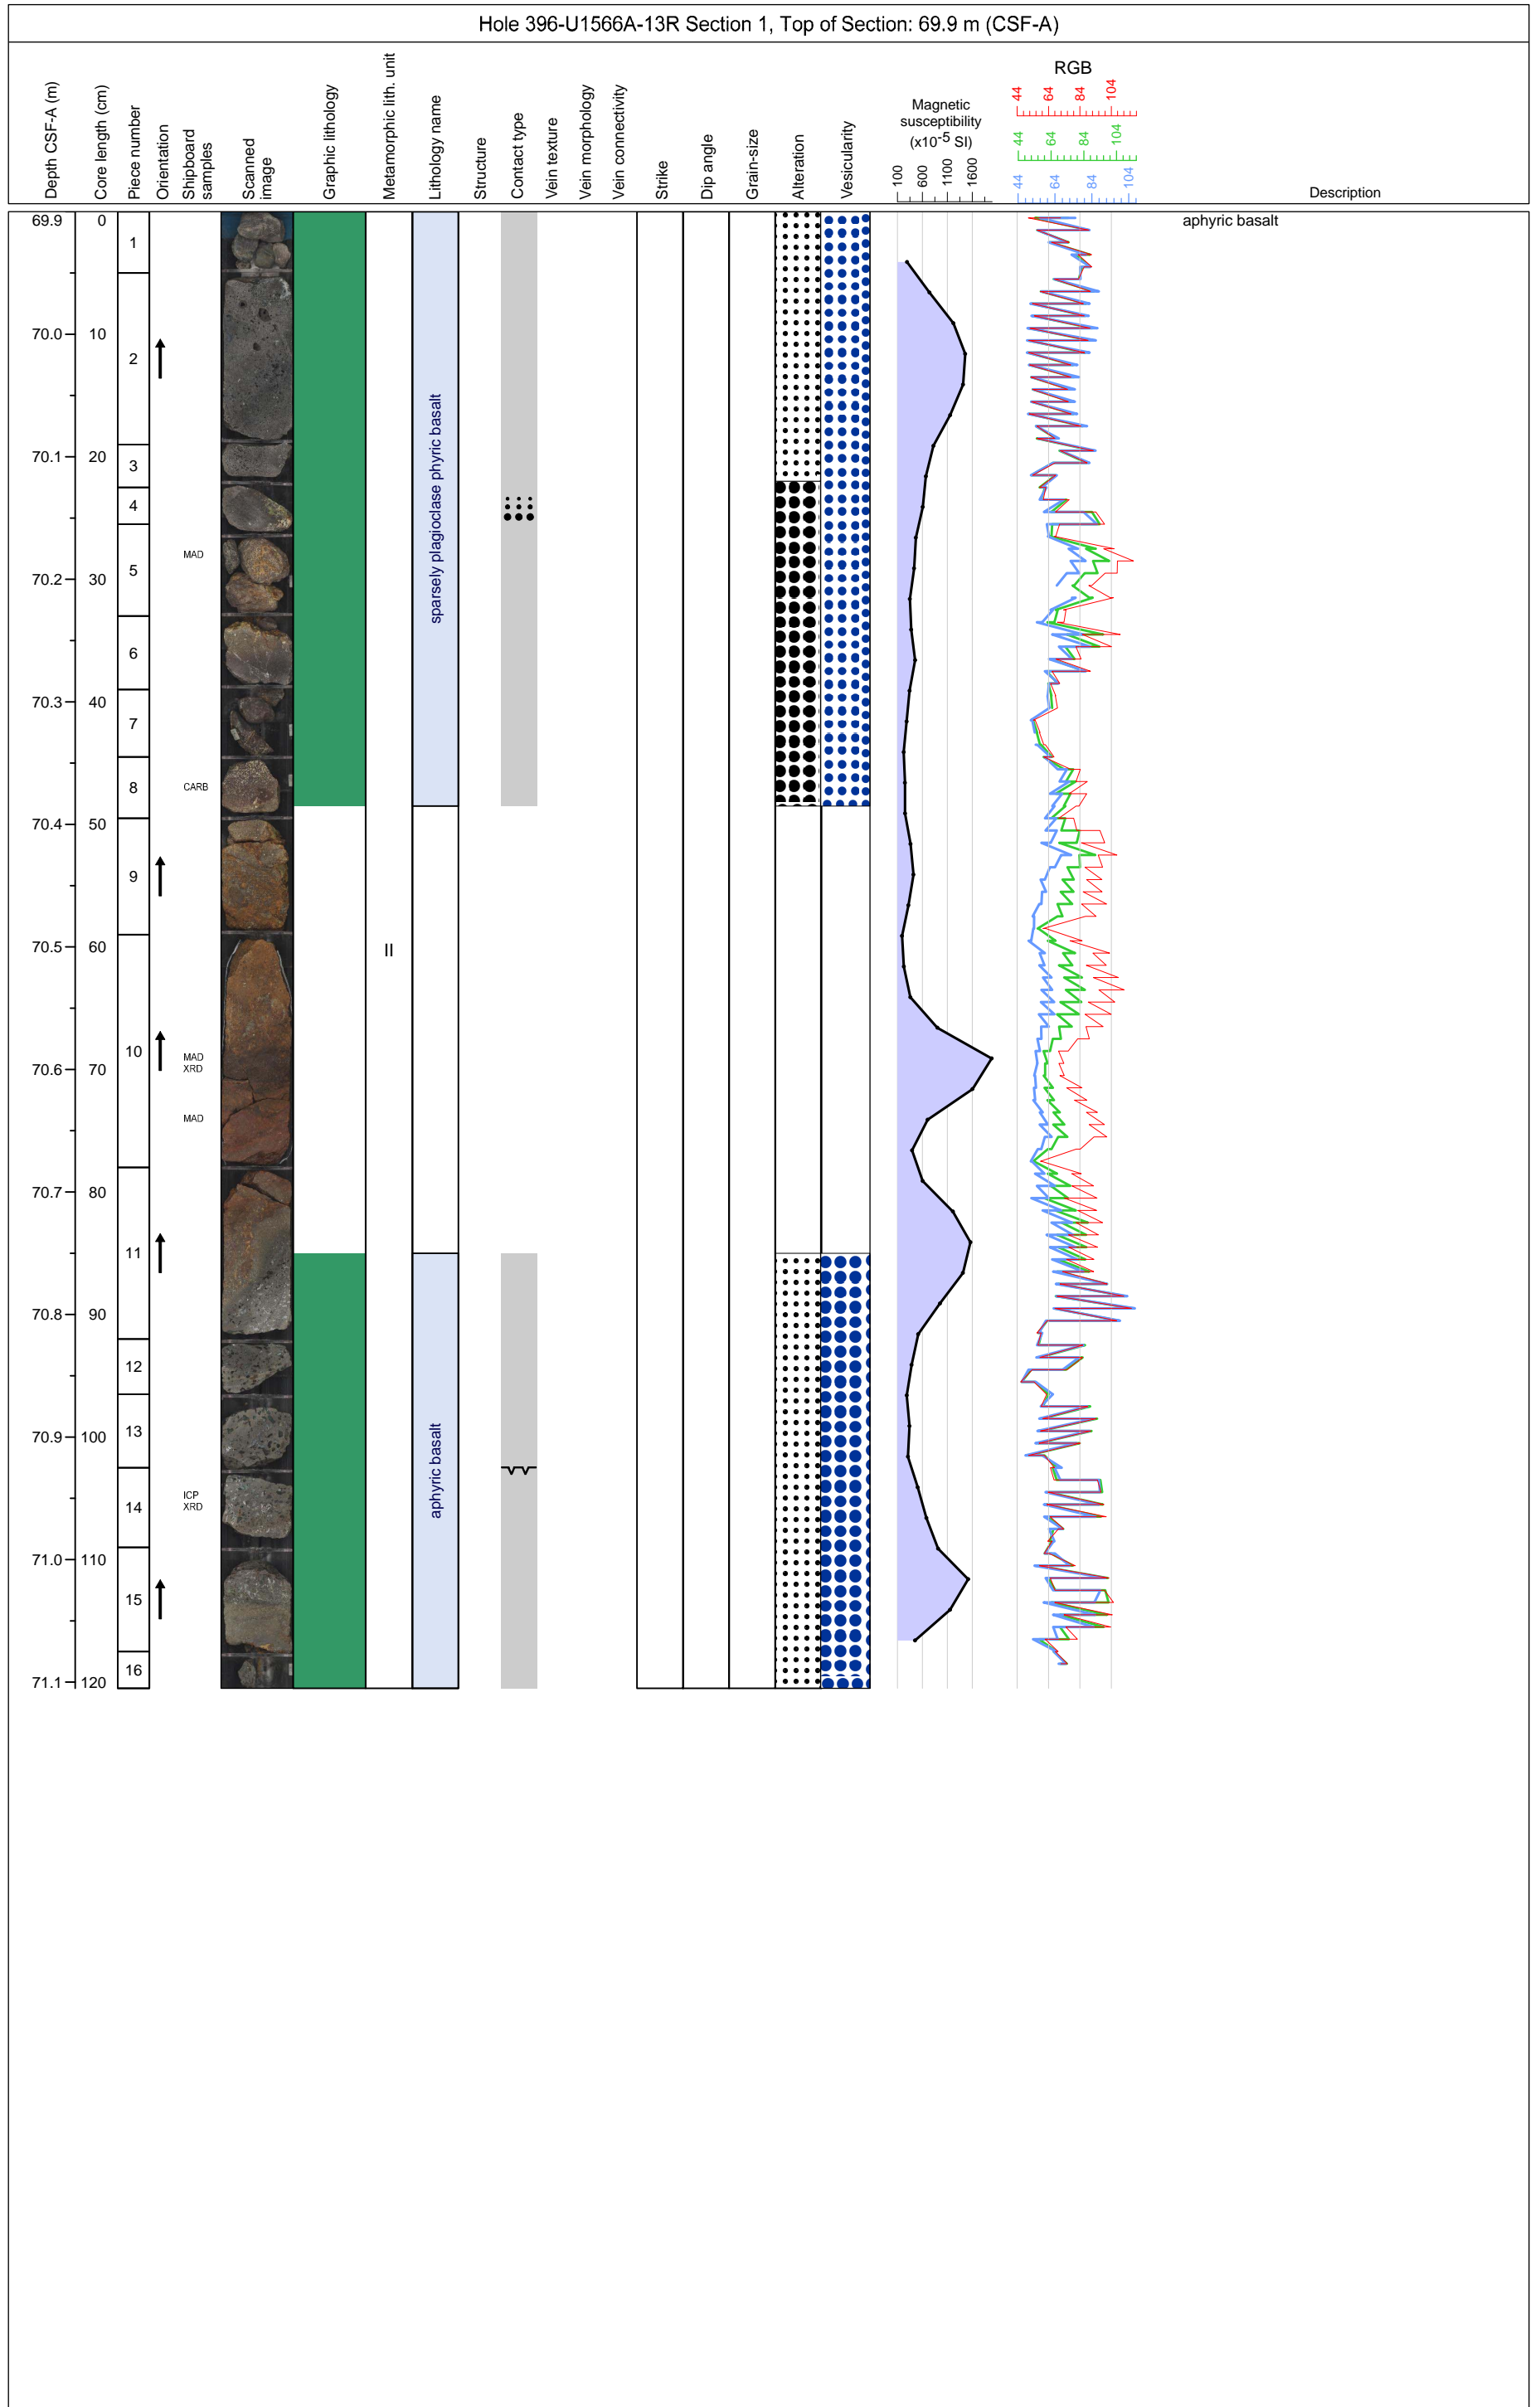 Hole 396-U1566A-13R Section 1, Top of Section: 69.9 m (CSF-A)
Depth CSF-A (m)
Core length (cm)
Piece number
Orientation
Shipboard
samples
Scanned
image
Graphic lithology
Metamorphic lith. unit
Lithology name
Structure
Contact type
Vein texture
Vein morphology
Vein connectivity
Strike
Dip angle
Grain-size
Alteration
Vesicularity
Magnetic
susceptibility
(x10-5 SI)
100 600 1100 1600
RGB
44 64 84 104
44 64 84 104
44 64 84 104
Description
69.9 0
aphyric basalt
1
70.0 10
2
70.1 20
3
4
5
MAD
70.2 30
6
70.3 40
7
8
CARB
70.4 50
9
70.5 60
II
10
MAD
70.6 70
XRD
MAD
70.7 80
11
70.8 90
12
13
70.9 100
14
ICP
XRD
71.0 110
15
16
71.1 120
sparsely plagioclase phyric basalt
aphyric basalt